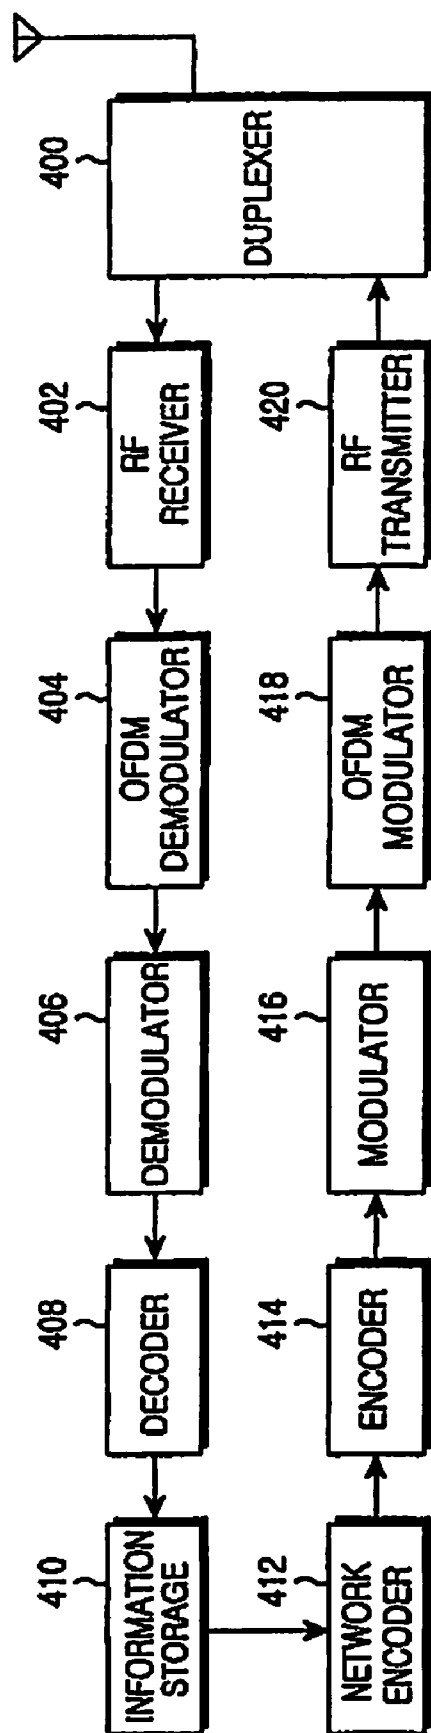 400
DUPLEXER
402
RF
RECEIVER
404
OFDM
DEMODULATOR
406
DEMODULATOR
408
DECODER
410
INFORMATION
STORAGE
412
NETWORK
ENCODER
414
ENCODER
416
MODULATOR
418
OFDM
MODULATOR
420
RF
TRANSMITTER